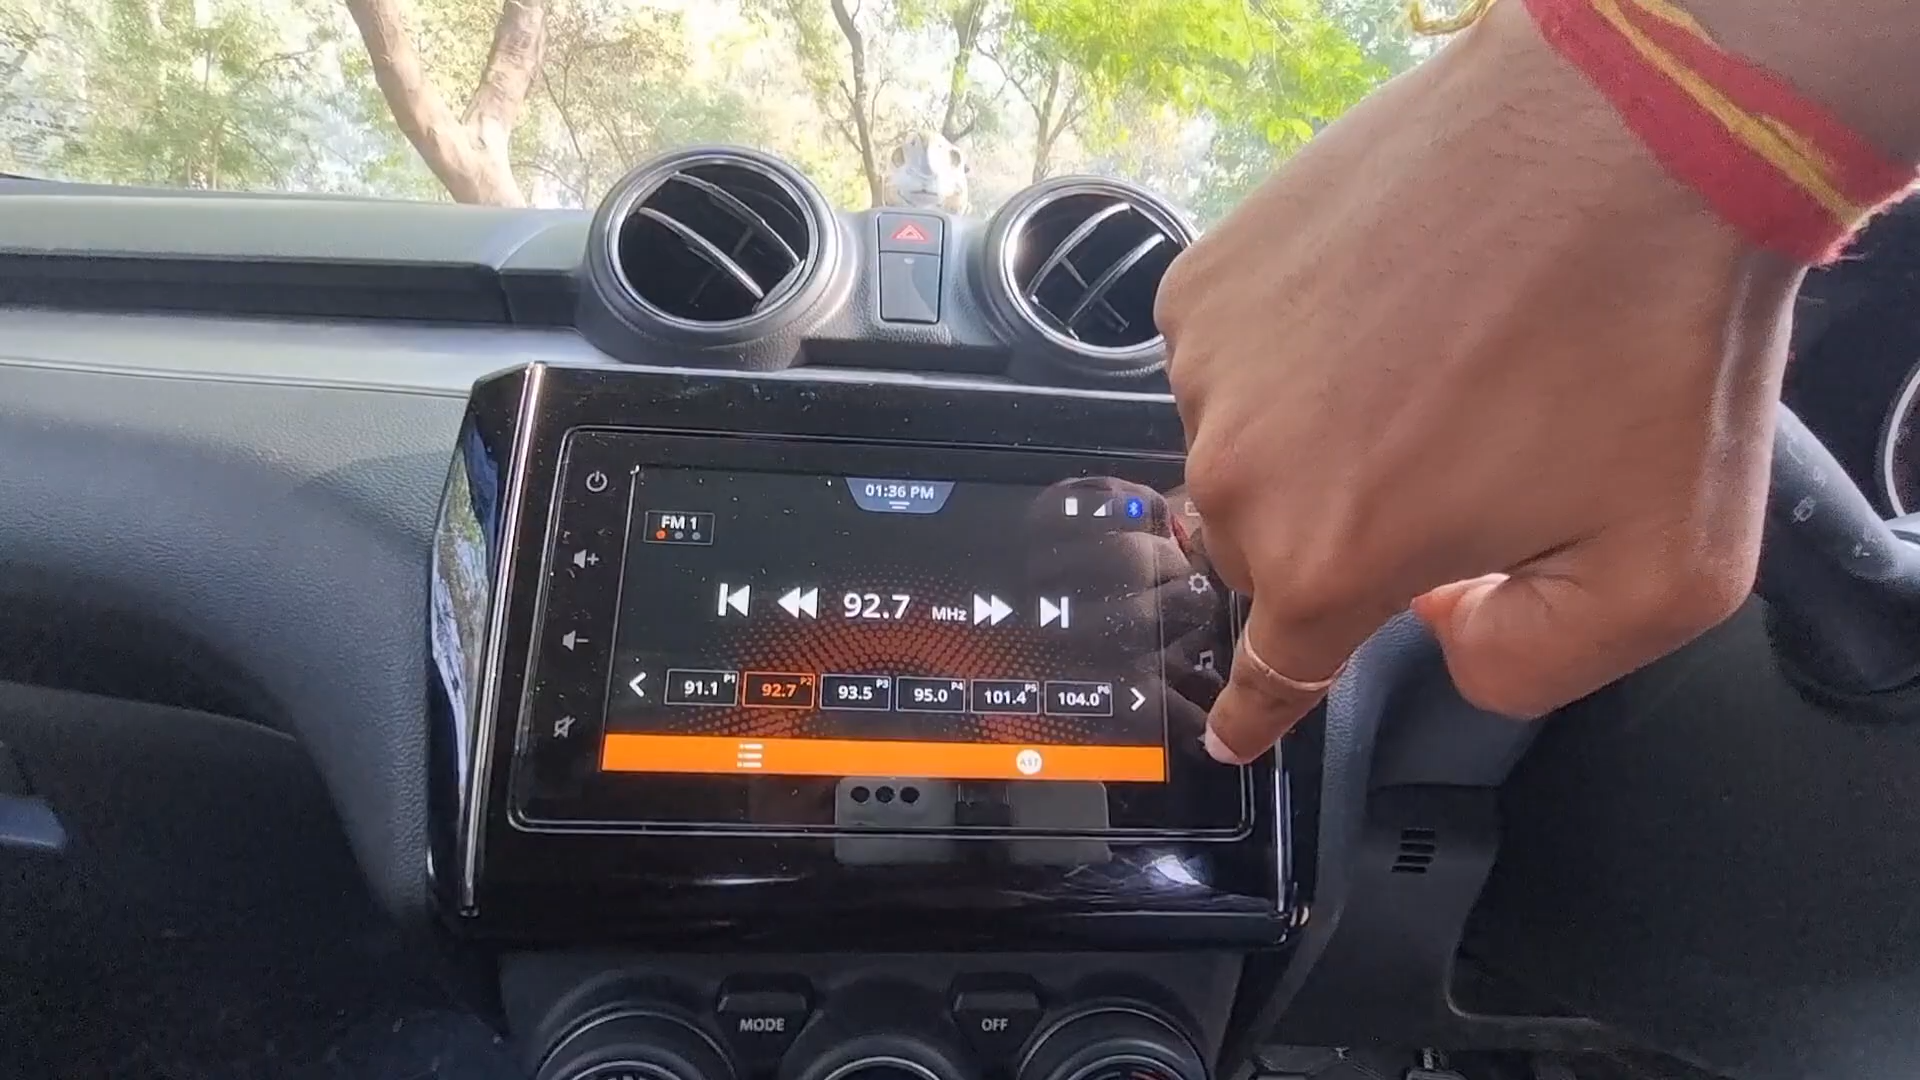 01:36 PM
FM 1
92.7 MHz
91.1 P1
92.7 P2
93.5 P3
95.0 P4
101.4 P5
104.0 P6
AST
MODE
OFF